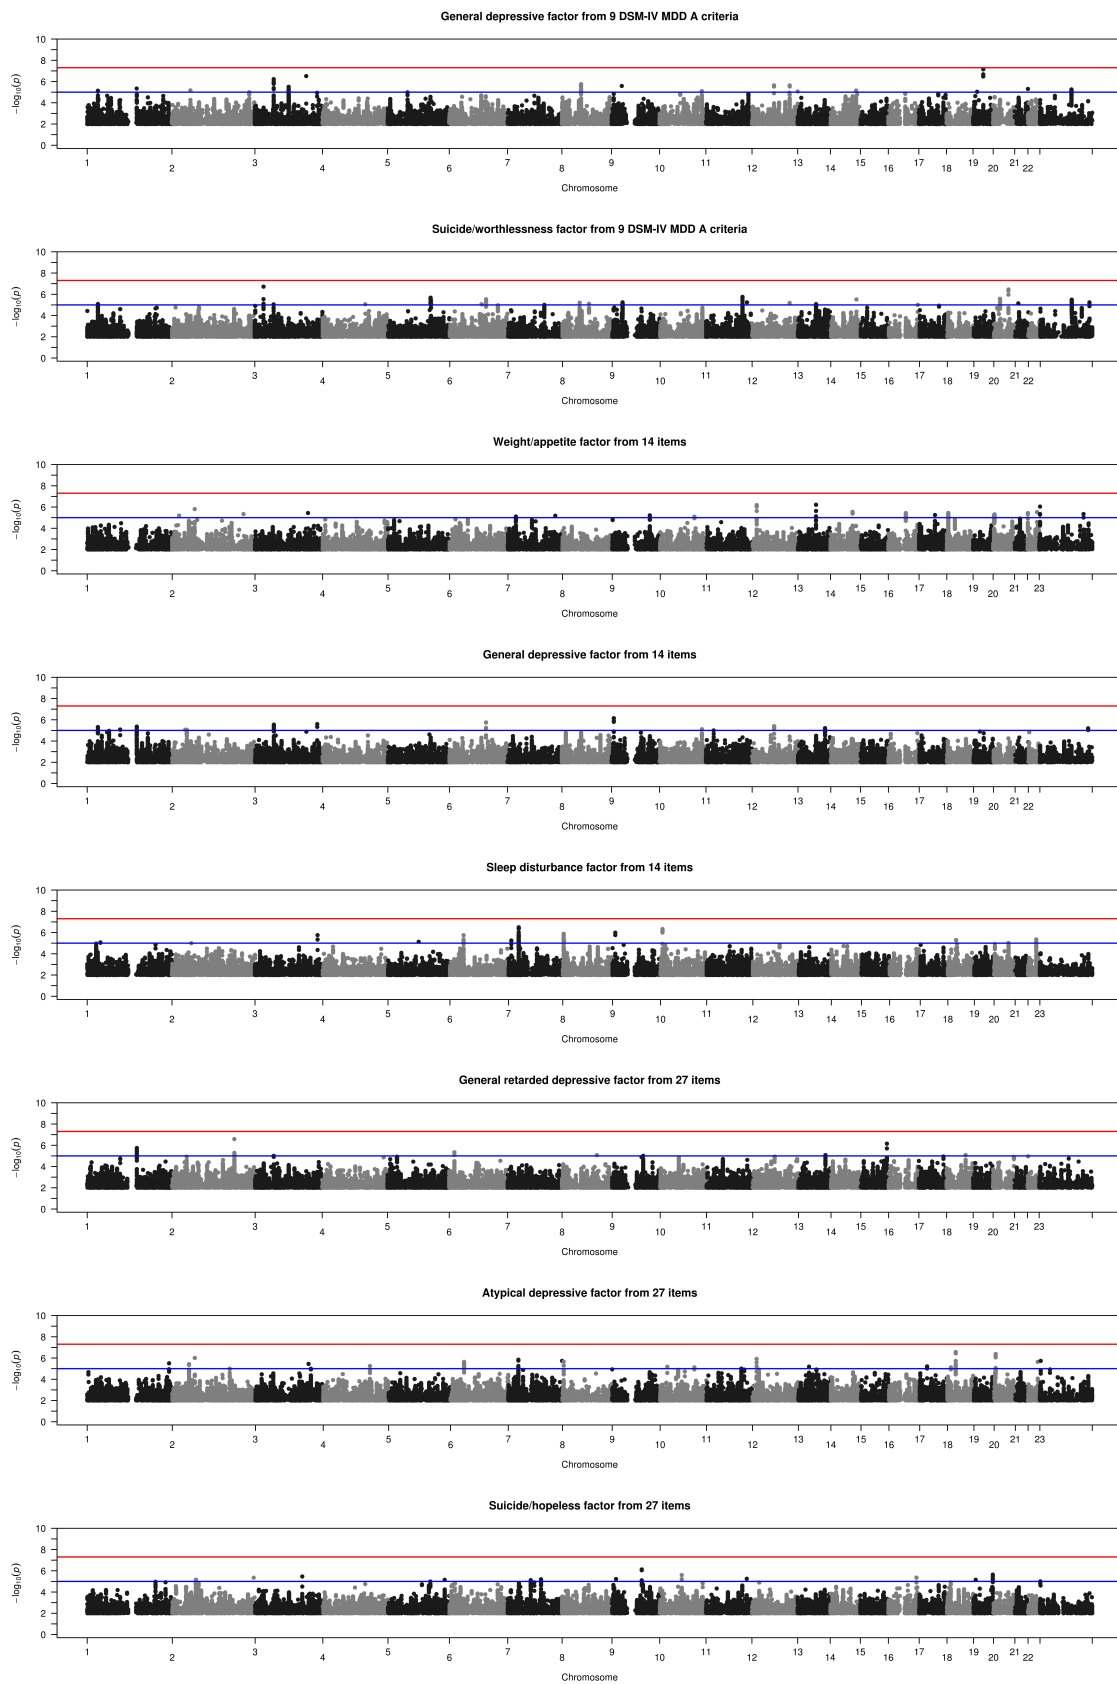 General depressive factor from 9 DSM-IV MDD A criteria
10
8
6
4
2
0
−log10(p)
1 2 3 4 5 6 7 8 9 10 11 12 13 14 15 16 17 18 19 20 21 22
Chromosome
Suicide/worthlessness factor from 9 DSM-IV MDD A criteria
10
8
6
4
2
0
−log10(p)
1 2 3 4 5 6 7 8 9 10 11 12 13 14 15 16 17 18 19 20 21 22
Chromosome
Weight/appetite factor from 14 items
10
8
6
4
2
0
−log10(p)
1 2 3 4 5 6 7 8 9 10 11 12 13 14 15 16 17 18 19 20 21 22 23
Chromosome
General depressive factor from 14 items
10
8
6
4
2
0
−log10(p)
1 2 3 4 5 6 7 8 9 10 11 12 13 14 15 16 17 18 19 20 21 22
Chromosome
Sleep disturbance factor from 14 items
10
8
6
4
2
0
−log10(p)
1 2 3 4 5 6 7 8 9 10 11 12 13 14 15 16 17 18 19 20 21 22 23
Chromosome
General retarded depressive factor from 27 items
10
8
6
4
2
0
−log10(p)
1 2 3 4 5 6 7 8 9 10 11 12 13 14 15 16 17 18 19 20 21 22 23
Chromosome
Atypical depressive factor from 27 items
10
8
6
4
2
0
−log10(p)
1 2 3 4 5 6 7 8 9 10 11 12 13 14 15 16 17 18 19 20 21 22 23
Chromosome
Suicide/hopeless factor from 27 items
10
8
6
4
2
0
−log10(p)
1 2 3 4 5 6 7 8 9 10 11 12 13 14 15 16 17 18 19 20 21 22 23
Chromosome